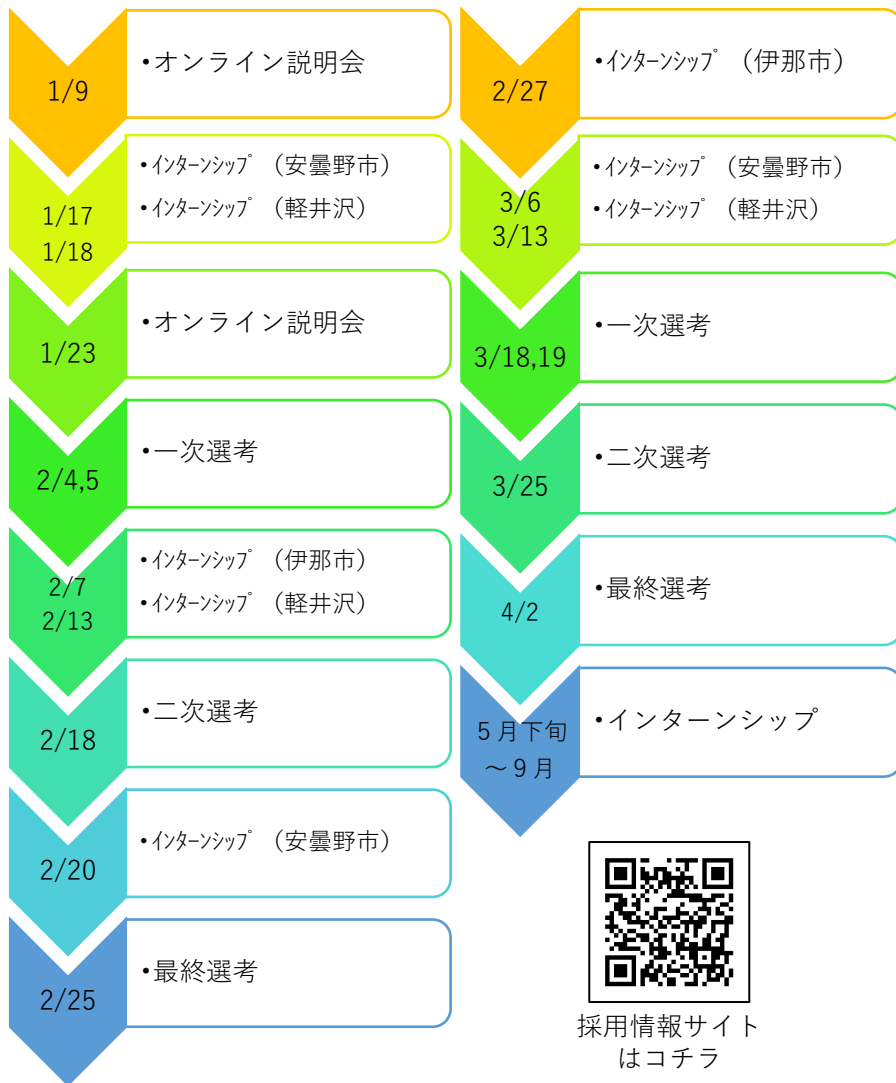 1/9
•オンライン説明会
1/17
1/18
•ｲﾝﾀｰﾝｼｯﾌﾟ （安曇野市）
•ｲﾝﾀｰﾝｼｯﾌﾟ （軽井沢）
1/23
•オンライン説明会
2/4,5
•一次選考
2/7
2/13
•ｲﾝﾀｰﾝｼｯﾌﾟ （伊那市）
•ｲﾝﾀｰﾝｼｯﾌﾟ （軽井沢）
2/18
•二次選考
2/20
•ｲﾝﾀｰﾝｼｯﾌﾟ （安曇野市）
2/25
•最終選考
2/27
•ｲﾝﾀｰﾝｼｯﾌﾟ （伊那市）
3/6
3/13
•ｲﾝﾀｰﾝｼｯﾌﾟ （安曇野市）
•ｲﾝﾀｰﾝｼｯﾌﾟ （軽井沢）
3/18,19
•一次選考
3/25
•二次選考
4/2
•最終選考
5月下旬
～9月
•インターンシップ
採用情報サイト
はコチラ